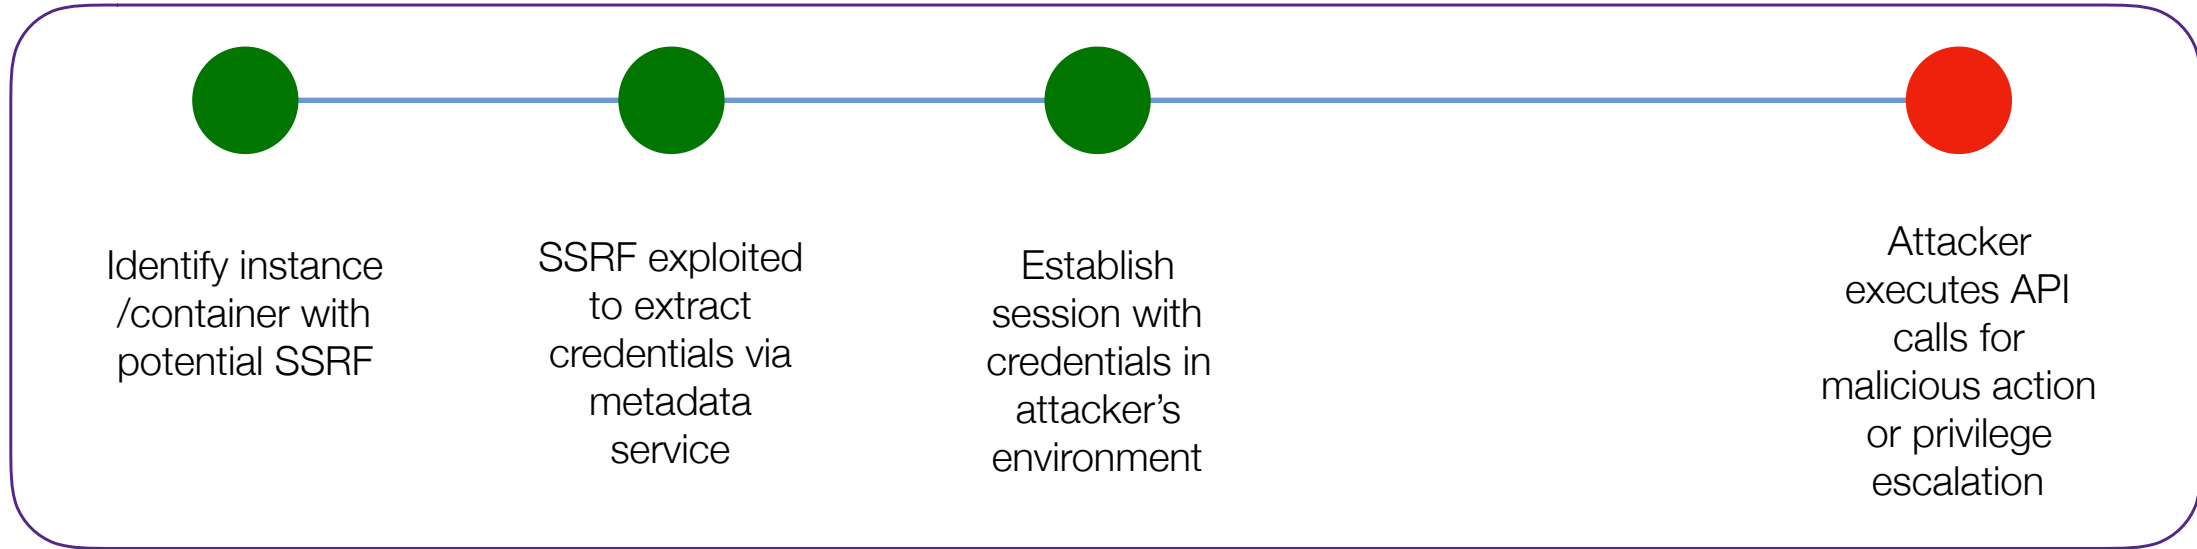 Identify instance
/container with
potential SSRF
SSRF exploited
to extract
credentials via
metadata
service
Establish
session with
credentials in
attacker’s
environment
Attacker
executes API
calls for
malicious action
or privilege
escalation